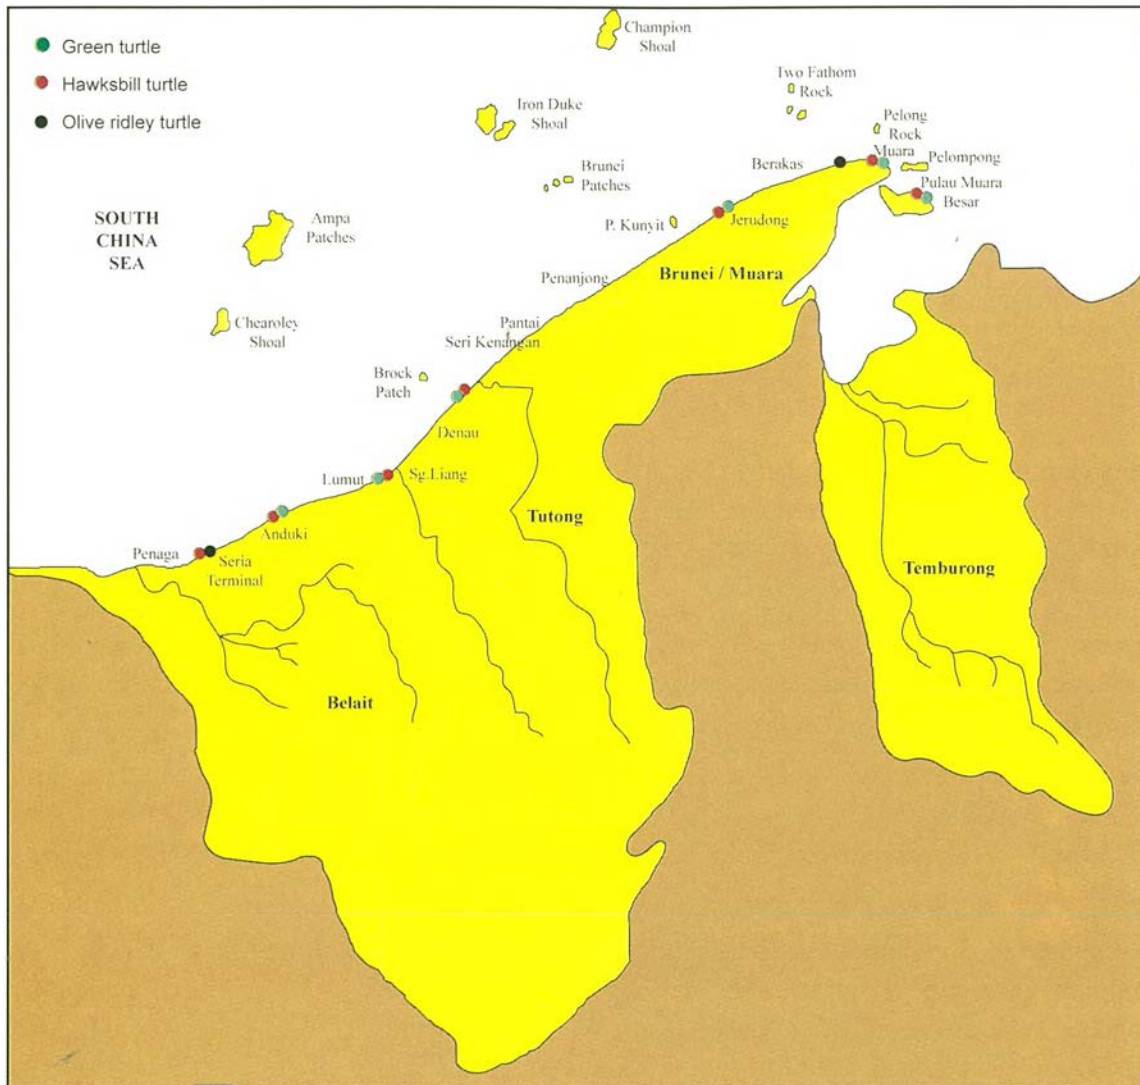 Green turtle
Hawksbill turtle
Olive ridley turtle
Champion
Shoal
Two Fathom
Rock
Iron Duke
Shoal
Pelong
Rock
Muara
Berakas
Pelompong
Brunei
Patches
Pulau Muara
Besar
SOUTH
CHINA
SEA
Ampa
Patches
P. Kunyit
Jerudong
Brunei / Muara
Penanjong
Chearoley
Shoal
Pantai
Seri Kenangan
Brock
Patch
Denau
Lumut
Sg.Liang
Tutong
Anduki
Penaga
Seria
Terminal
Temburong
Belait